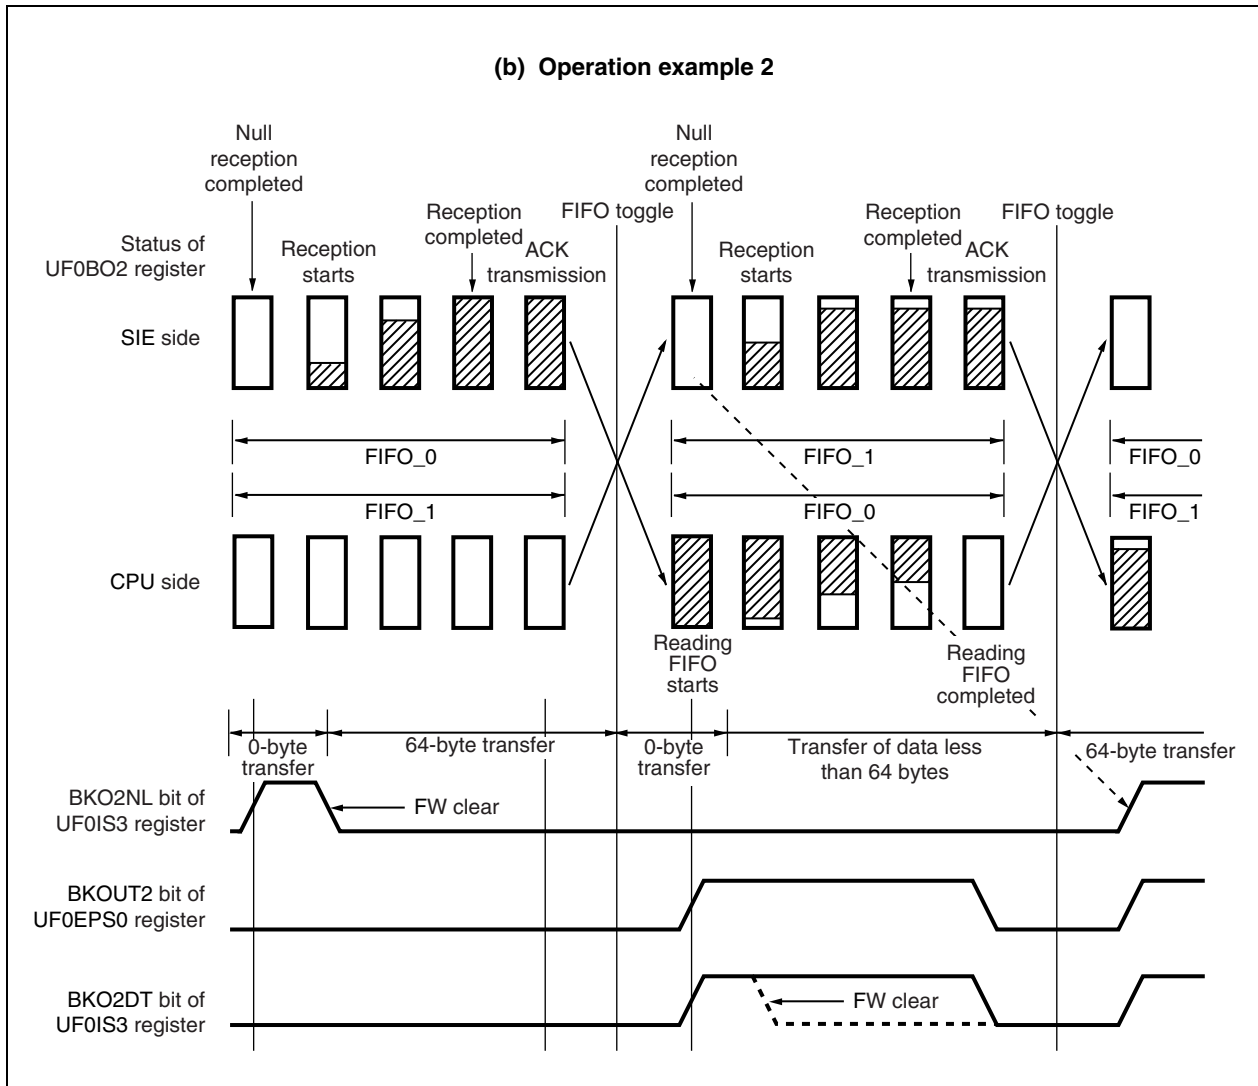 (b) Operation example 2
Null
reception
completed
Null
reception
completed
Reception
completed
FIFO toggle
Reception
completed
FIFO toggle
Status of
UF0BO2 register
Reception
starts
ACK
transmission
Reception
starts
ACK
transmission
SIE side
FIFO_0
FIFO_1
FIFO_0
FIFO_1
FIFO_0
FIFO_1
CPU side
Reading
FIFO
starts
Reading
FIFO
completed
0-byte
transfer
64-byte transfer
0-byte
transfer
Transfer of data less
than 64 bytes
64-byte transfer
BKO2NL bit of
UF0IS3 register
FW clear
BKOUT2 bit of
UF0EPS0 register
BKO2DT bit of
UF0IS3 register
FW clear